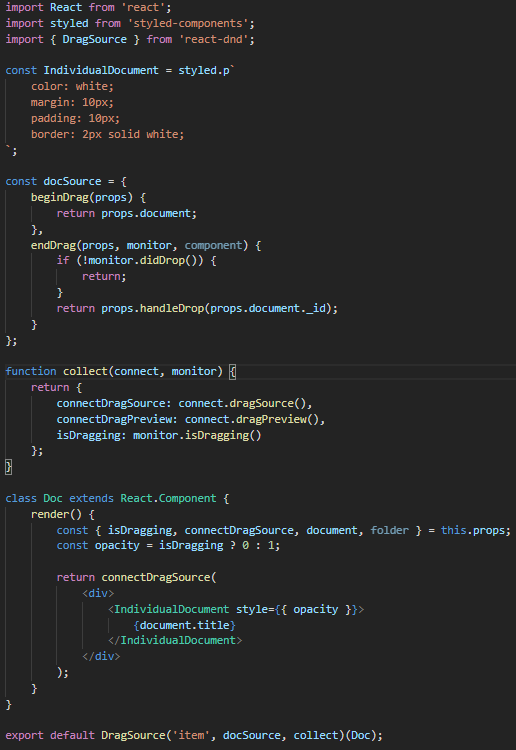 import React from 'react';
import styled from 'styled-components';
import { DragSource } from 'react-dnd';

const IndividualDocument = styled.p`
    color: white;
    margin: 10px;
    padding: 10px;
    border: 2px solid white;
`;

const docSource = {
    beginDrag(props) {
        return props.document;
    },
    endDrag(props, monitor, component) {
        if (!monitor.didDrop()) {
            return;
        }
        return props.handleDrop(props.document._id);
    }
};

function collect(connect, monitor) {
    return {
        connectDragSource: connect.dragSource(),
        connectDragPreview: connect.dragPreview(),
        isDragging: monitor.isDragging()
    };
}

class Doc extends React.Component {
    render() {
        const { isDragging, connectDragSource, document, folder } = this.props;
        const opacity = isDragging ? 0 : 1;

        return connectDragSource(
            <div>
                <IndividualDocument style={{ opacity }}>
                    {document.title}
                </IndividualDocument>
            </div>
        );
    }
}

export default DragSource('item', docSource, collect)(Doc);